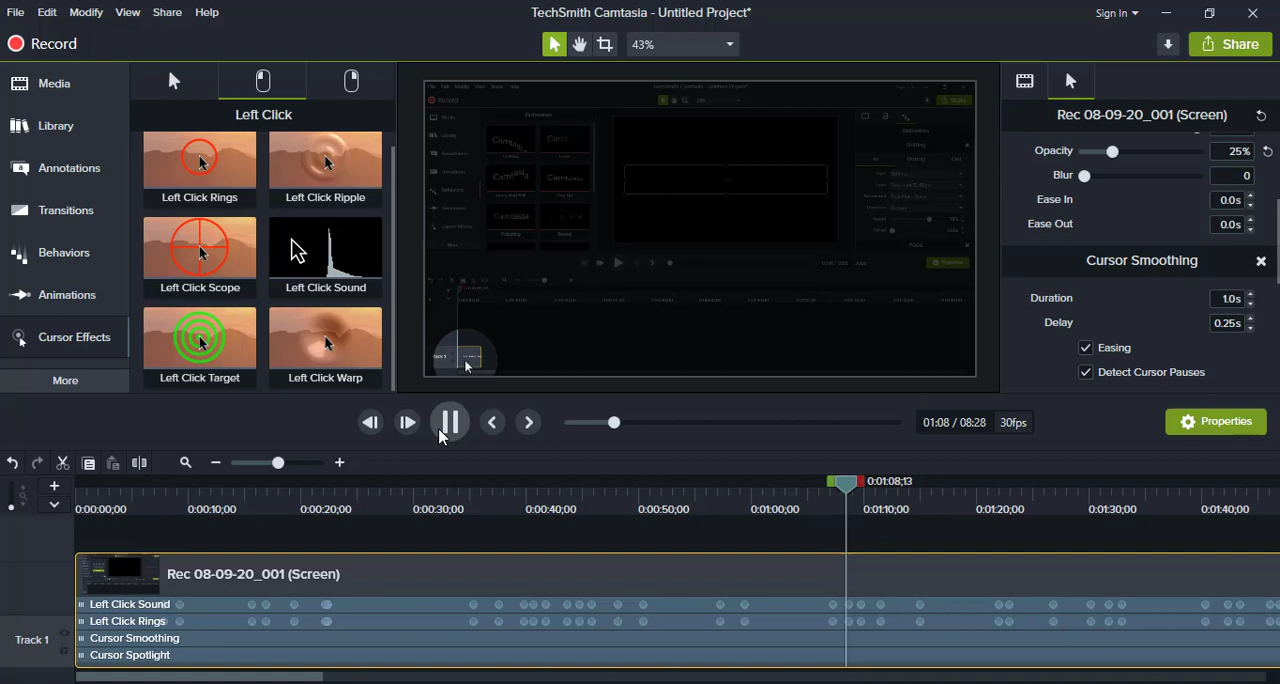 File Edit Modify View Share Help
TechSmith Camtasia - Untitled Project*
Sign In
Record
43%
Share
Media
Library
Annotations
Transitions
Behaviors
Animations
Cursor Effects
More
Left Click
Left Click Rings Left Click Ripple
Left Click Scope Left Click Sound
Left Click Target Left Click Warp
Rec 08-09-20_001 (Screen)
Opacity 25%
Blur 0
Ease In 0.0s
Ease Out 0.0s
Cursor Smoothing
Duration 1.0s
Delay 0.25s
Easing
Detect Cursor Pauses
01:08 / 08:28 30fps
Properties
0:01:08;13
0:00:00;00 0:00:10;00 0:00:20;00 0:00:30;00 0:00:40;00 0:00:50;00 0:01:00;00 0:01:10;00 0:01:20;00 0:01:30;00 0:01:40;00
Rec 08-09-20_001 (Screen)
Left Click Sound
Left Click Rings
Track 1
Cursor Smoothing
Cursor Spotlight